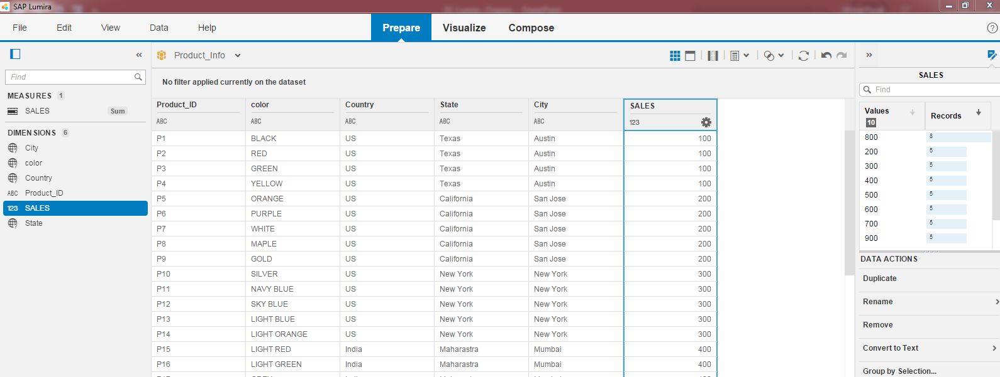 SAP Lumira
File Edit View Data Help Prepare Visualize Compose
Product_Info
Find
MEASURES 1
SALES Sum
DIMENSIONS 6
City
color
Country
ABC Product_ID
123 SALES
State
No filter applied currently on the dataset
Product_ID color Country State City SALES
ABC ABC ABC ABC ABC 123
P1 BLACK US Texas Austin 100
P2 RED US Texas Austin 100
P3 GREEN US Texas Austin 100
P4 YELLOW US Texas Austin 100
P5 ORANGE US California San Jose 200
P6 PURPLE US California San Jose 200
P7 WHITE US California San Jose 200
P8 MAPLE US California San Jose 200
P9 GOLD US California San Jose 200
P10 SILVER US New York New York 300
P11 NAVY BLUE US New York New York 300
P12 SKY BLUE US New York New York 300
P13 LIGHT BLUE US New York New York 300
P14 LIGHT ORANGE US New York New York 300
P15 LIGHT RED India Maharastra Mumbai 400
P16 LIGHT GREEN India Maharastra Mumbai 400
SALES
Find
Values Records
10
800 8
200 5
300 5
400 5
500 5
600 5
700 5
900 5
DATA ACTIONS
Duplicate
Rename
Remove
Convert to Text
Group by Selection...